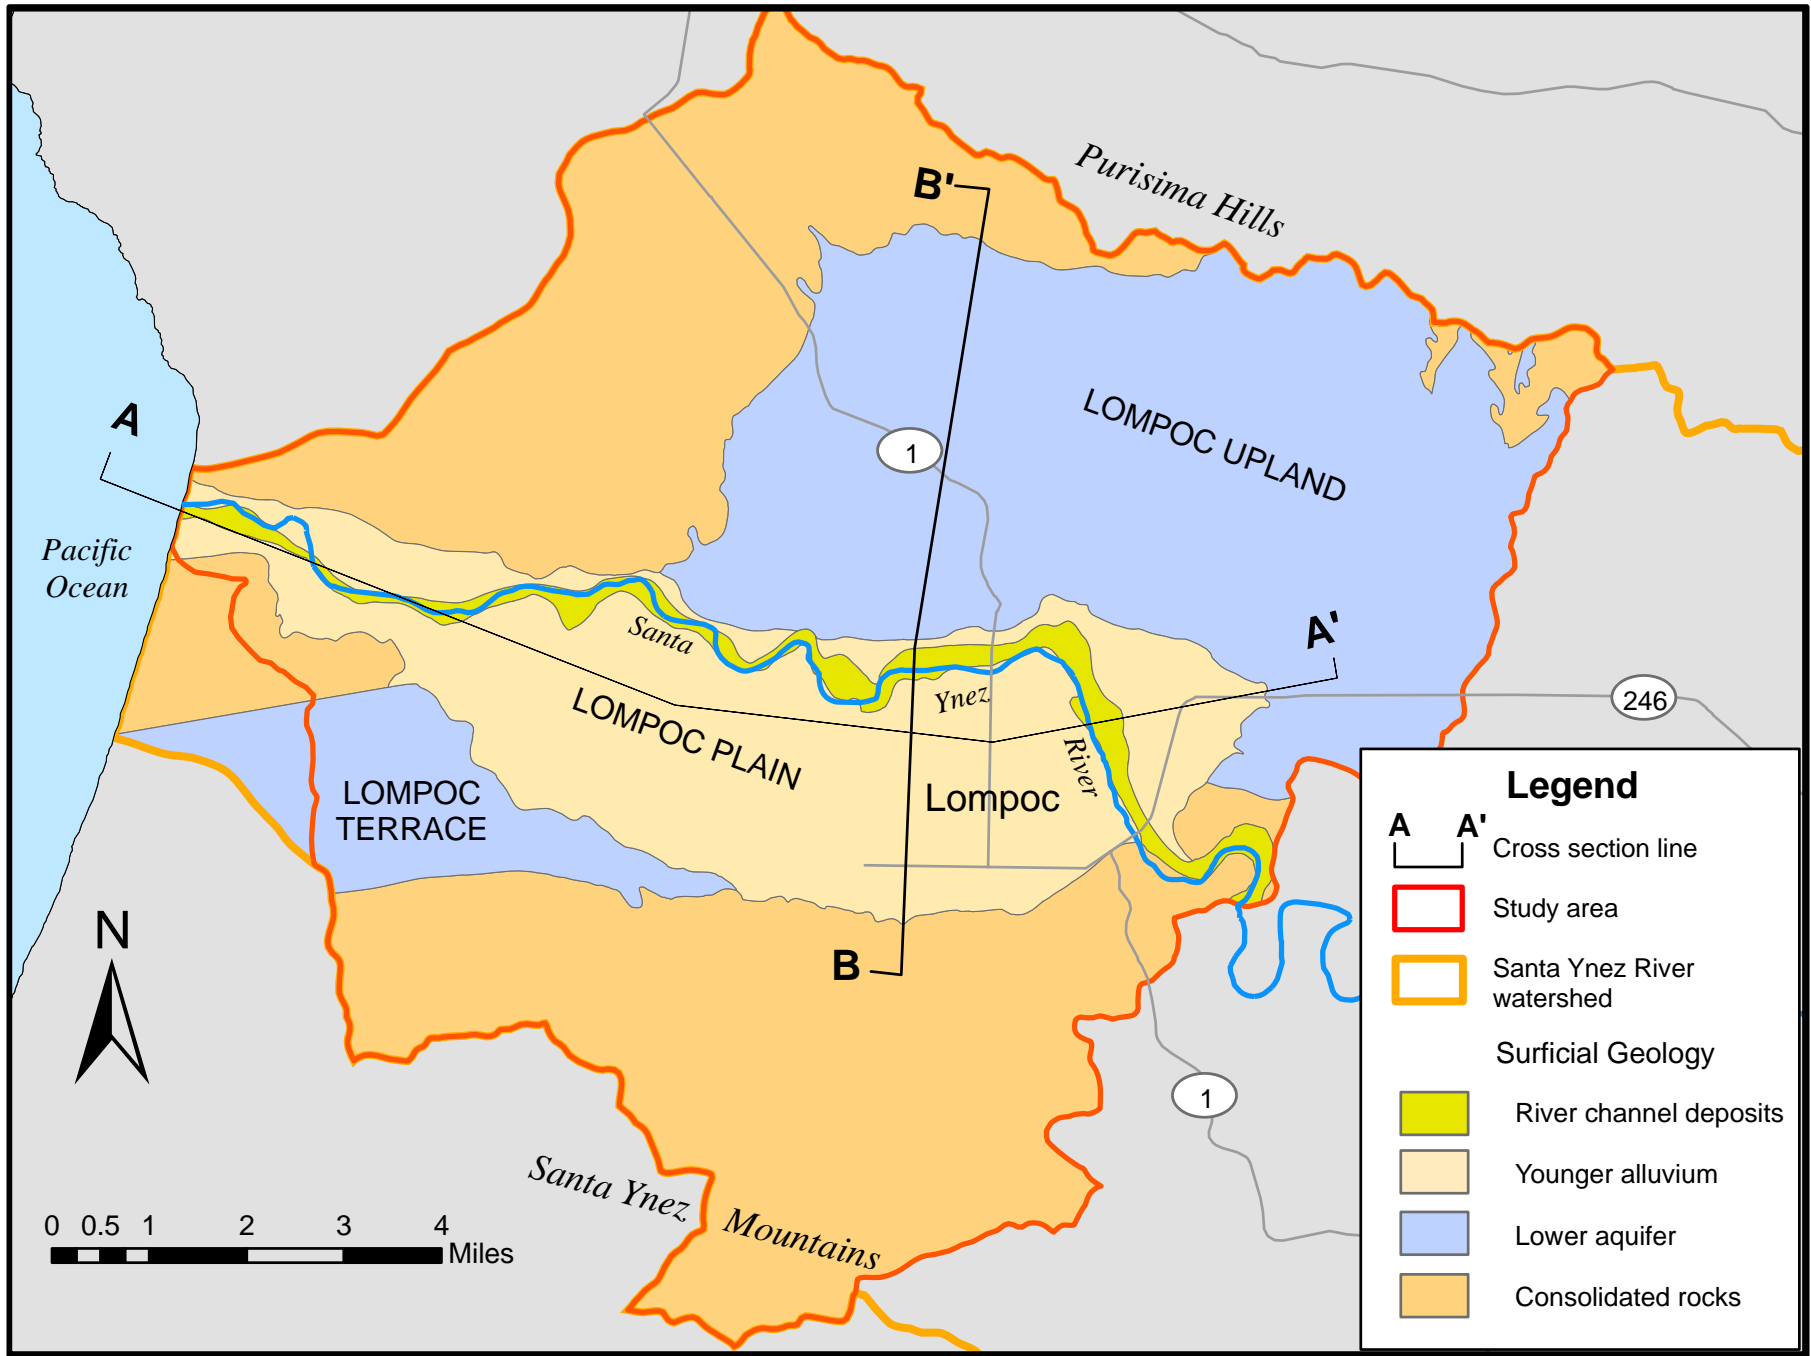 Purisima Hills
B'
A
LOMPOC UPLAND
1
Pacific
Ocean
Santa
A'
Ynez
246
LOMPOC PLAIN
River
LOMPOC
TERRACE
Lompoc
B
N
1
Santa Ynez Mountains
0 0.5 1 2 3 4
Miles
Legend
A A'
Cross section line
Study area
Santa Ynez River
watershed
Surficial Geology
River channel deposits
Younger alluvium
Lower aquifer
Consolidated rocks